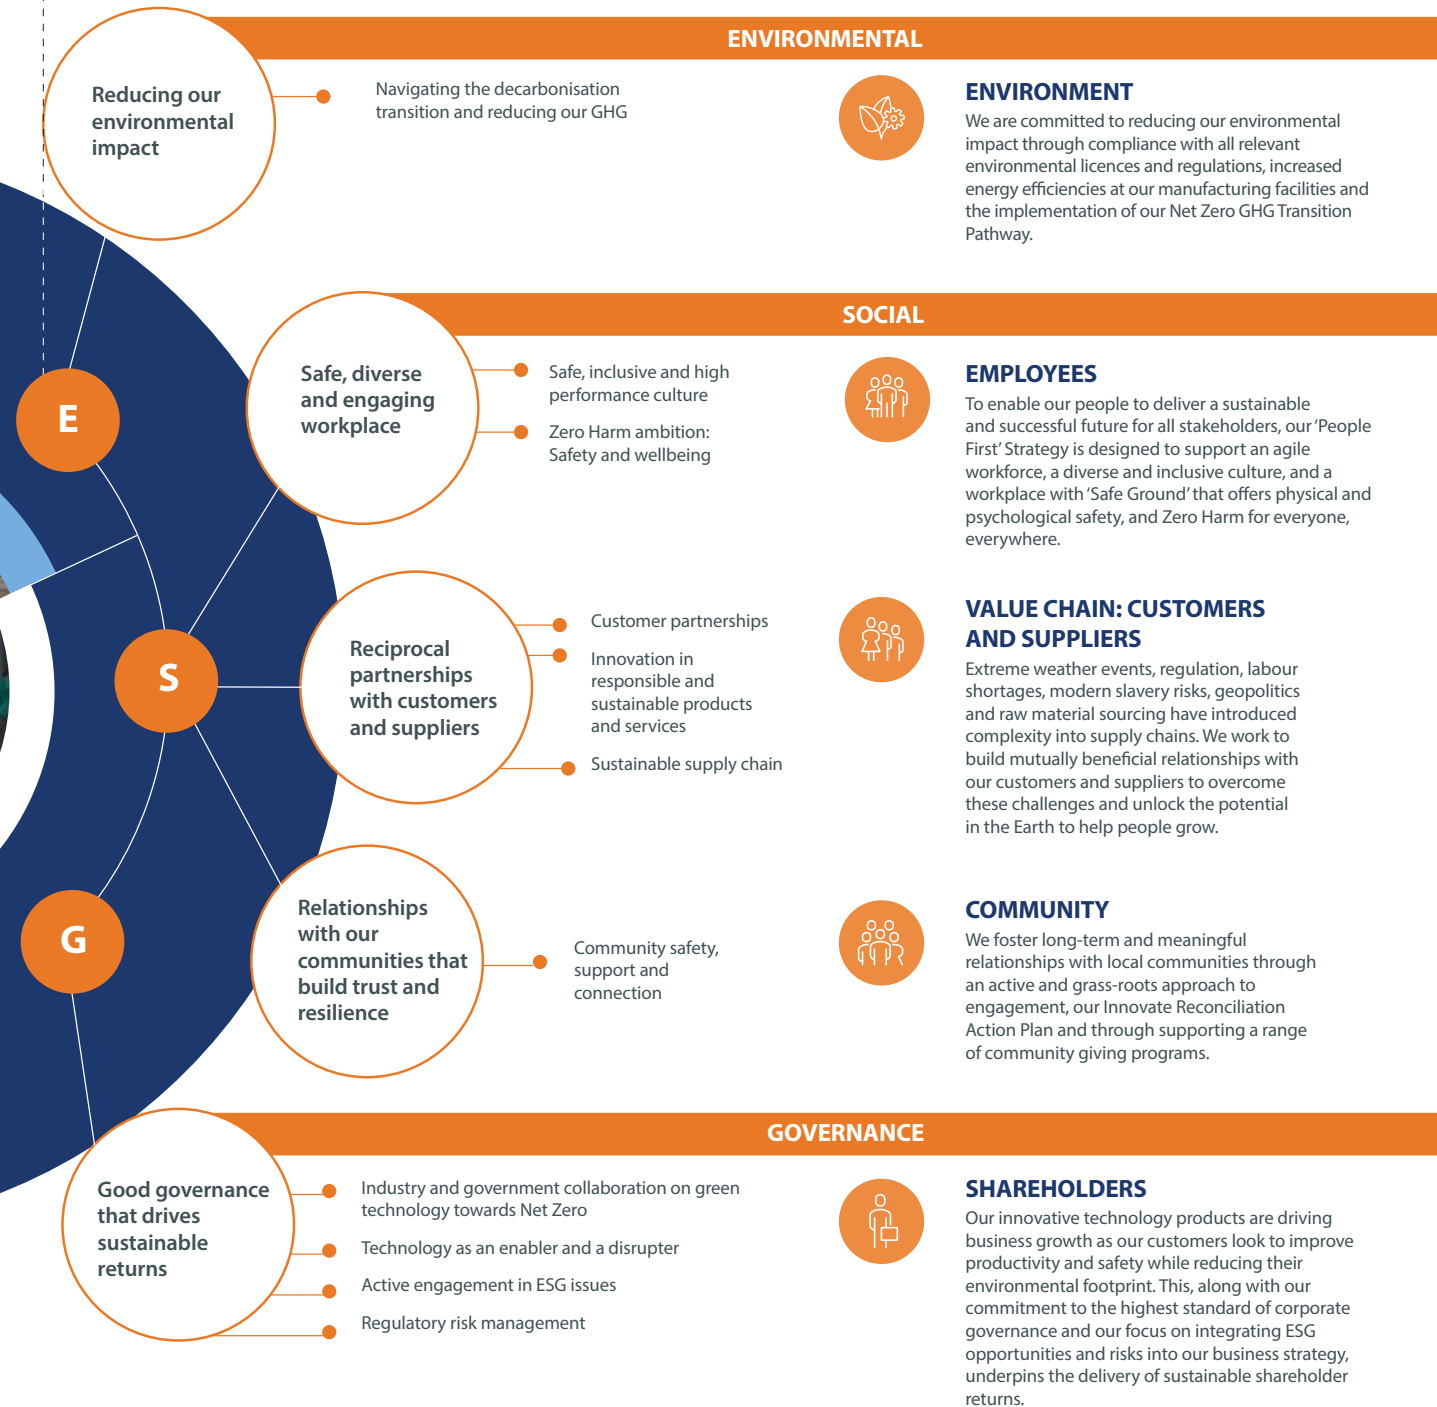 ENVIRONMENTAL
Reducing our
environmental
impact
Navigating the decarbonisation
transition and reducing our GHG
ENVIRONMENT
We are committed to reducing our environmental
impact through compliance with all relevant
environmental licences and regulations, increased
energy efficiencies at our manufacturing facilities and
the implementation of our Net Zero GHG Transition
Pathway.
SOCIAL
E
Safe, diverse
and engaging
workplace
Safe, inclusive and high
performance culture
Zero Harm ambition:
Safety and wellbeing
EMPLOYEES
To enable our people to deliver a sustainable
and successful future for all stakeholders, our ‘People
First’ Strategy is designed to support an agile
workforce, a diverse and inclusive culture, and a
workplace with ‘Safe Ground’ that offers physical and
psychological safety, and Zero Harm for everyone,
everywhere.
S
Reciprocal
partnerships
with customers
and suppliers
Customer partnerships
Innovation in
responsible and
sustainable products
and services
Sustainable supply chain
VALUE CHAIN: CUSTOMERS
AND SUPPLIERS
Extreme weather events, regulation, labour
shortages, modern slavery risks, geopolitics
and raw material sourcing have introduced
complexity into supply chains. We work to
build mutually beneficial relationships with
our customers and suppliers to overcome
these challenges and unlock the potential
in the Earth to help people grow.
G
Relationships
with our
communities that
build trust and
resilience
Community safety,
support and
connection
COMMUNITY
We foster long-term and meaningful
relationships with local communities through
an active and grass-roots approach to
engagement, our Innovate Reconciliation
Action Plan and through supporting a range
of community giving programs.
GOVERNANCE
Good governance
that drives
sustainable
returns
Industry and government collaboration on green
technology towards Net Zero
Technology as an enabler and a disrupter
Active engagement in ESG issues
Regulatory risk management
SHAREHOLDERS
Our innovative technology products are driving
business growth as our customers look to improve
productivity and safety while reducing their
environmental footprint. This, along with our
commitment to the highest standard of corporate
governance and our focus on integrating ESG
opportunities and risks into our business strategy,
underpins the delivery of sustainable shareholder
returns.